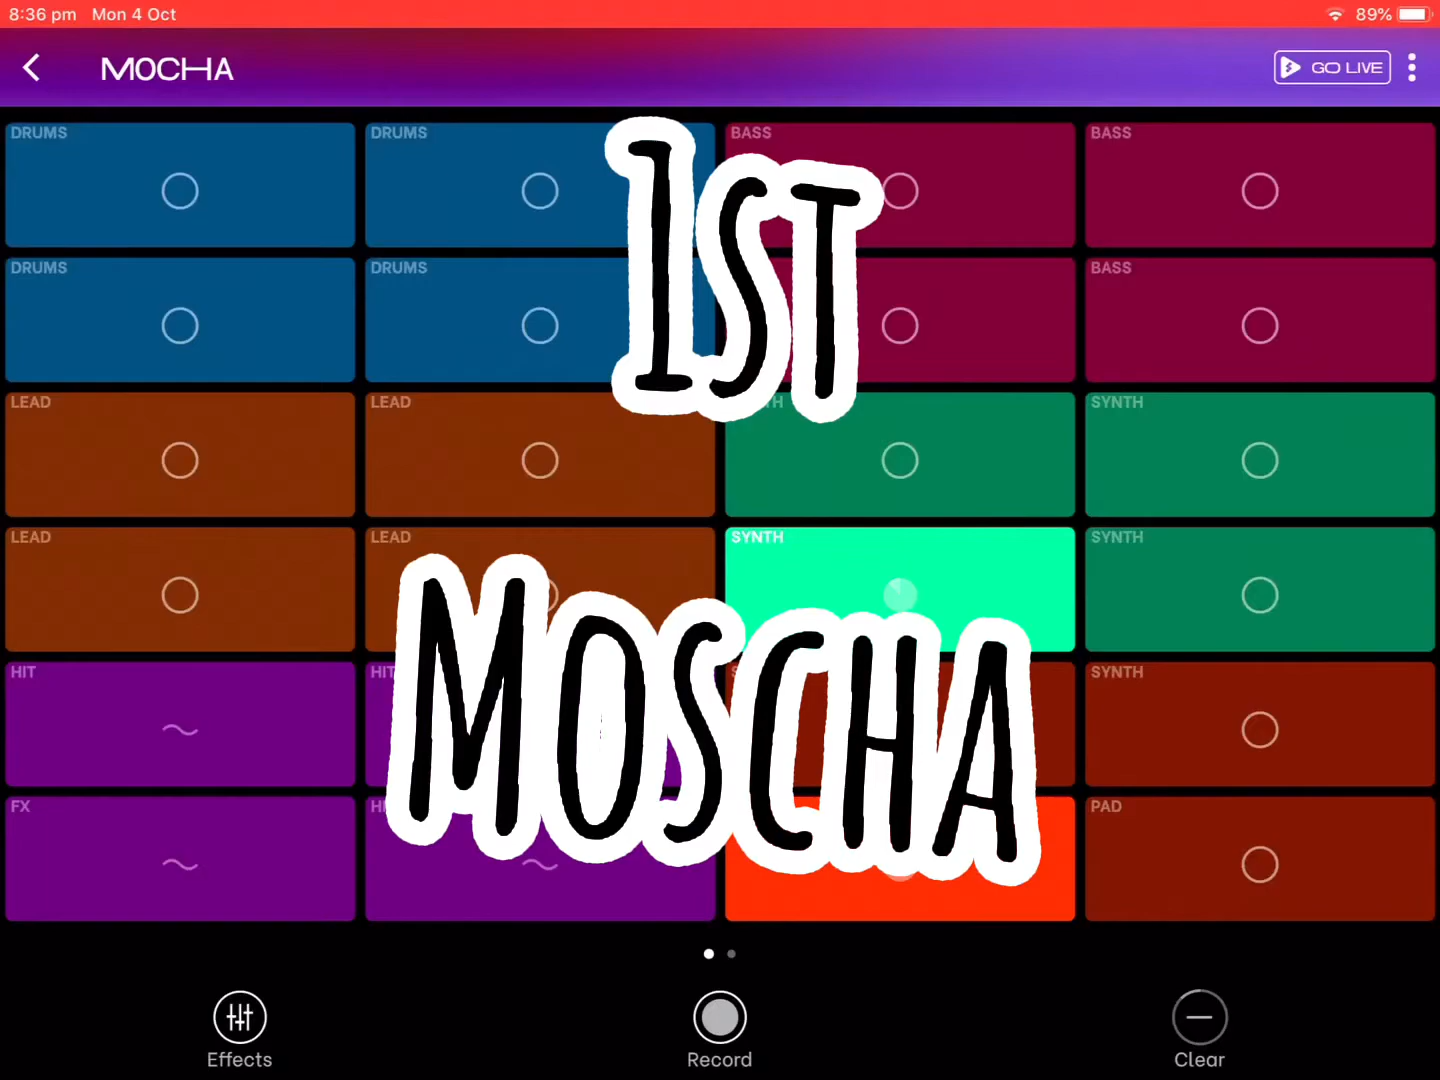 8:36 pm Mon 4 Oct 89%
MOCHA GO LIVE
DRUMS DRUMS BASS BASS
DRUMS DRUMS BASS
1st
LEAD LEAD SYNTH
LEAD LEAD SYNTH SYNTH
Moscha
HIT HIT SYNTH
FX PAD
Effects Record Clear